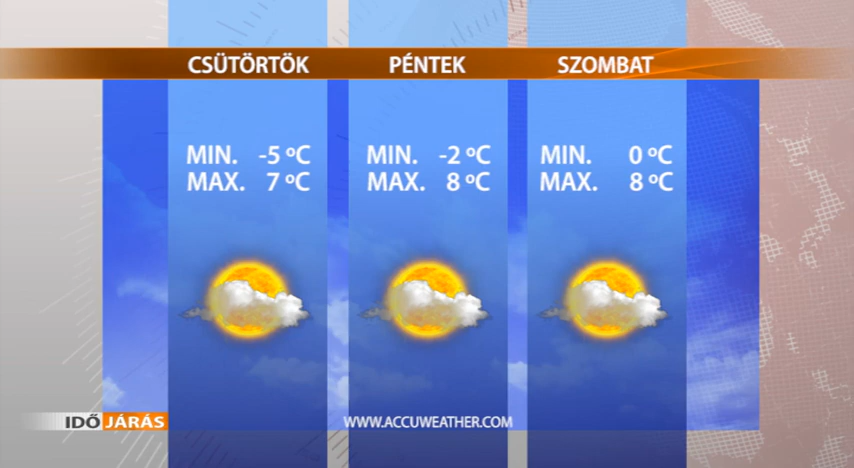 CSÜTÖRTÖK PÉNTEK SZOMBAT
MIN. -5 ºC MIN. -2 ºC MIN. 0 ºC
MAX. 7 ºC MAX. 8 ºC MAX. 8 ºC
IDŐJÁRÁS WWW.ACCUWEATHER.COM